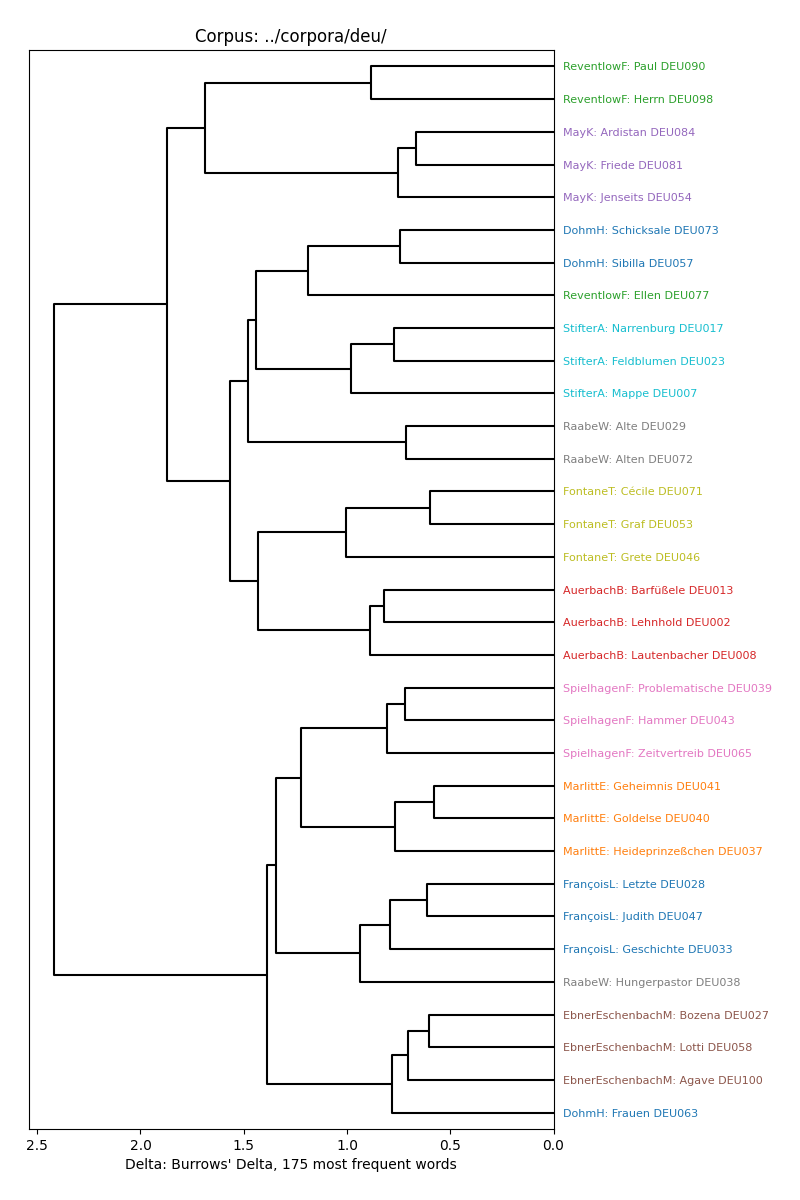 Corpus: ../corpora/deu/
ReventlowF: Paul DEU090
ReventlowF: Herrn DEU098
MayK: Ardistan DEU084
MayK: Friede DEU081
MayK: Jenseits DEU054
DohmH: Schicksale DEU073
DohmH: Sibilla DEU057
ReventlowF: Ellen DEU077
StifterA: Narrenburg DEU017
StifterA: Feldblumen DEU023
StifterA: Mappe DEU007
RaabeW: Alte DEU029
RaabeW: Alten DEU072
FontaneT: Cécile DEU071
FontaneT: Graf DEU053
FontaneT: Grete DEU046
AuerbachB: Barfüßele DEU013
AuerbachB: Lehnhold DEU002
AuerbachB: Lautenbacher DEU008
SpielhagenF: Problematische DEU039
SpielhagenF: Hammer DEU043
SpielhagenF: Zeitvertreib DEU065
MarlittE: Geheimnis DEU041
MarlittE: Goldelse DEU040
MarlittE: Heideprinzeßchen DEU037
FrançoisL: Letzte DEU028
FrançoisL: Judith DEU047
FrançoisL: Geschichte DEU033
RaabeW: Hungerpastor DEU038
EbnerEschenbachM: Bozena DEU027
EbnerEschenbachM: Lotti DEU058
EbnerEschenbachM: Agave DEU100
DohmH: Frauen DEU063
2.5 2.0 1.5 1.0 0.5 0.0
Delta: Burrows' Delta, 175 most frequent words